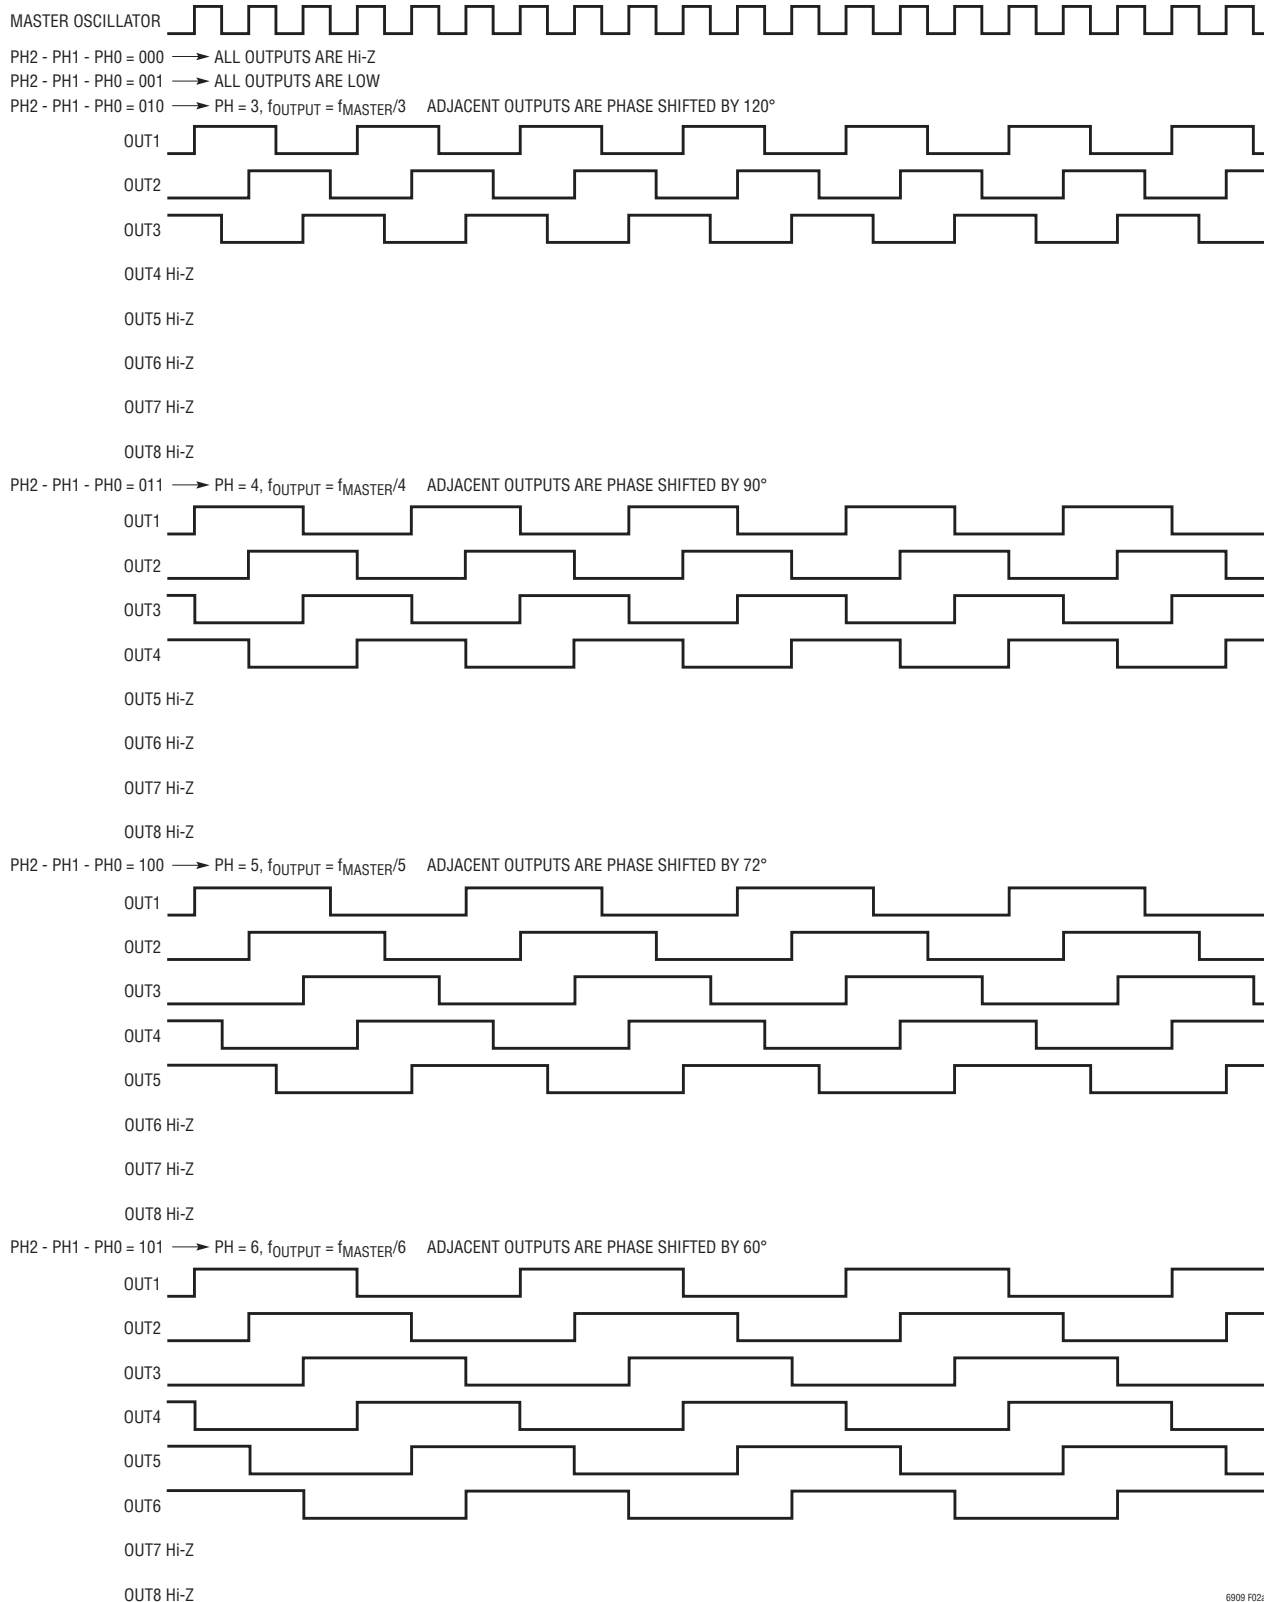 MASTER OSCILLATOR
PH2 - PH1 - PH0 = 000 → ALL OUTPUTS ARE Hi-Z
PH2 - PH1 - PH0 = 001 → ALL OUTPUTS ARE LOW
PH2 - PH1 - PH0 = 010 → PH = 3, fOUTPUT = fMASTER/3 ADJACENT OUTPUTS ARE PHASE SHIFTED BY 120°
OUT1
OUT2
OUT3
OUT4 Hi-Z
OUT5 Hi-Z
OUT6 Hi-Z
OUT7 Hi-Z
OUT8 Hi-Z
PH2 - PH1 - PH0 = 011 → PH = 4, fOUTPUT = fMASTER/4 ADJACENT OUTPUTS ARE PHASE SHIFTED BY 90°
OUT1
OUT2
OUT3
OUT4
OUT5 Hi-Z
OUT6 Hi-Z
OUT7 Hi-Z
OUT8 Hi-Z
PH2 - PH1 - PH0 = 100 → PH = 5, fOUTPUT = fMASTER/5 ADJACENT OUTPUTS ARE PHASE SHIFTED BY 72°
OUT1
OUT2
OUT3
OUT4
OUT5
OUT6 Hi-Z
OUT7 Hi-Z
OUT8 Hi-Z
PH2 - PH1 - PH0 = 101 → PH = 6, fOUTPUT = fMASTER/6 ADJACENT OUTPUTS ARE PHASE SHIFTED BY 60°
OUT1
OUT2
OUT3
OUT4
OUT5
OUT6
OUT7 Hi-Z
OUT8 Hi-Z
6909 F02a